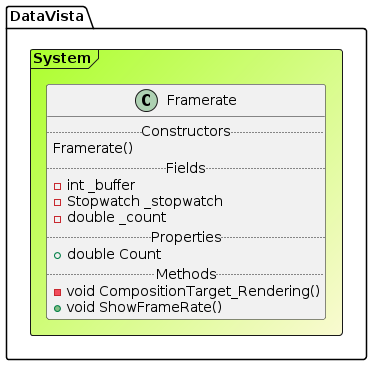 DataVista
System
C Framerate
Constructors
Framerate()
Fields
int _buffer
Stopwatch _stopwatch
double _count
Properties
double Count
Methods
void CompositionTarget_Rendering()
void ShowFrameRate()